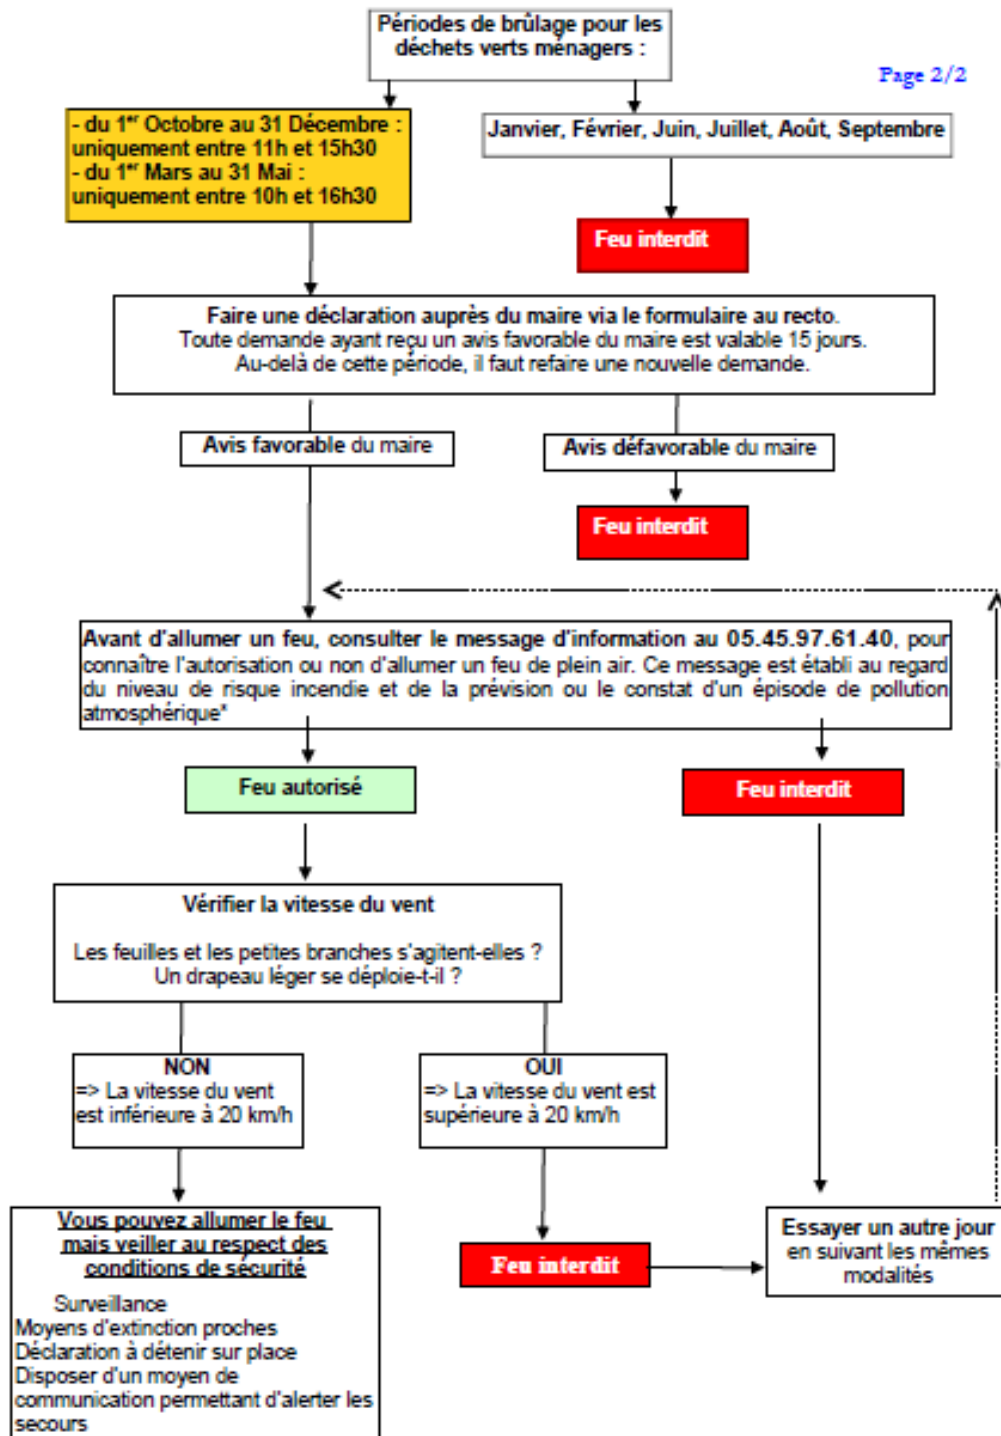 Périodes de brûlage pour les
déchets verts ménagers :
Page 2/2
- du 1er Octobre au 31 Décembre :
uniquement entre 11h et 15h30
- du 1er Mars au 31 Mai :
uniquement entre 10h et 16h30
Janvier, Février, Juin, Juillet, Août, Septembre
Feu interdit
Faire une déclaration auprès du maire via le formulaire au recto.
Toute demande ayant reçu un avis favorable du maire est valable 15 jours.
Au-delà de cette période, il faut refaire une nouvelle demande.
Avis favorable du maire
Avis défavorable du maire
Feu interdit
Avant d'allumer un feu, consulter le message d'information au 05.45.97.61.40, pour
connaître l'autorisation ou non d'allumer un feu de plein air. Ce message est établi au regard
du niveau de risque incendie et de la prévision ou le constat d'un épisode de pollution
atmosphérique*
Feu autorisé
Feu interdit
Vérifier la vitesse du vent
Les feuilles et les petites branches s'agitent-elles ?
Un drapeau léger se déploie-t-il ?
NON
=> La vitesse du vent
est inférieure à 20 km/h
OUI
=> La vitesse du vent est
supérieure à 20 km/h
Vous pouvez allumer le feu
mais veiller au respect des
conditions de sécurité
Surveillance
Moyens d'extinction proches
Déclaration à détenir sur place
Disposer d'un moyen de
communication permettant d'alerter les
secours
Feu interdit
Essayer un autre jour
en suivant les mêmes
modalités